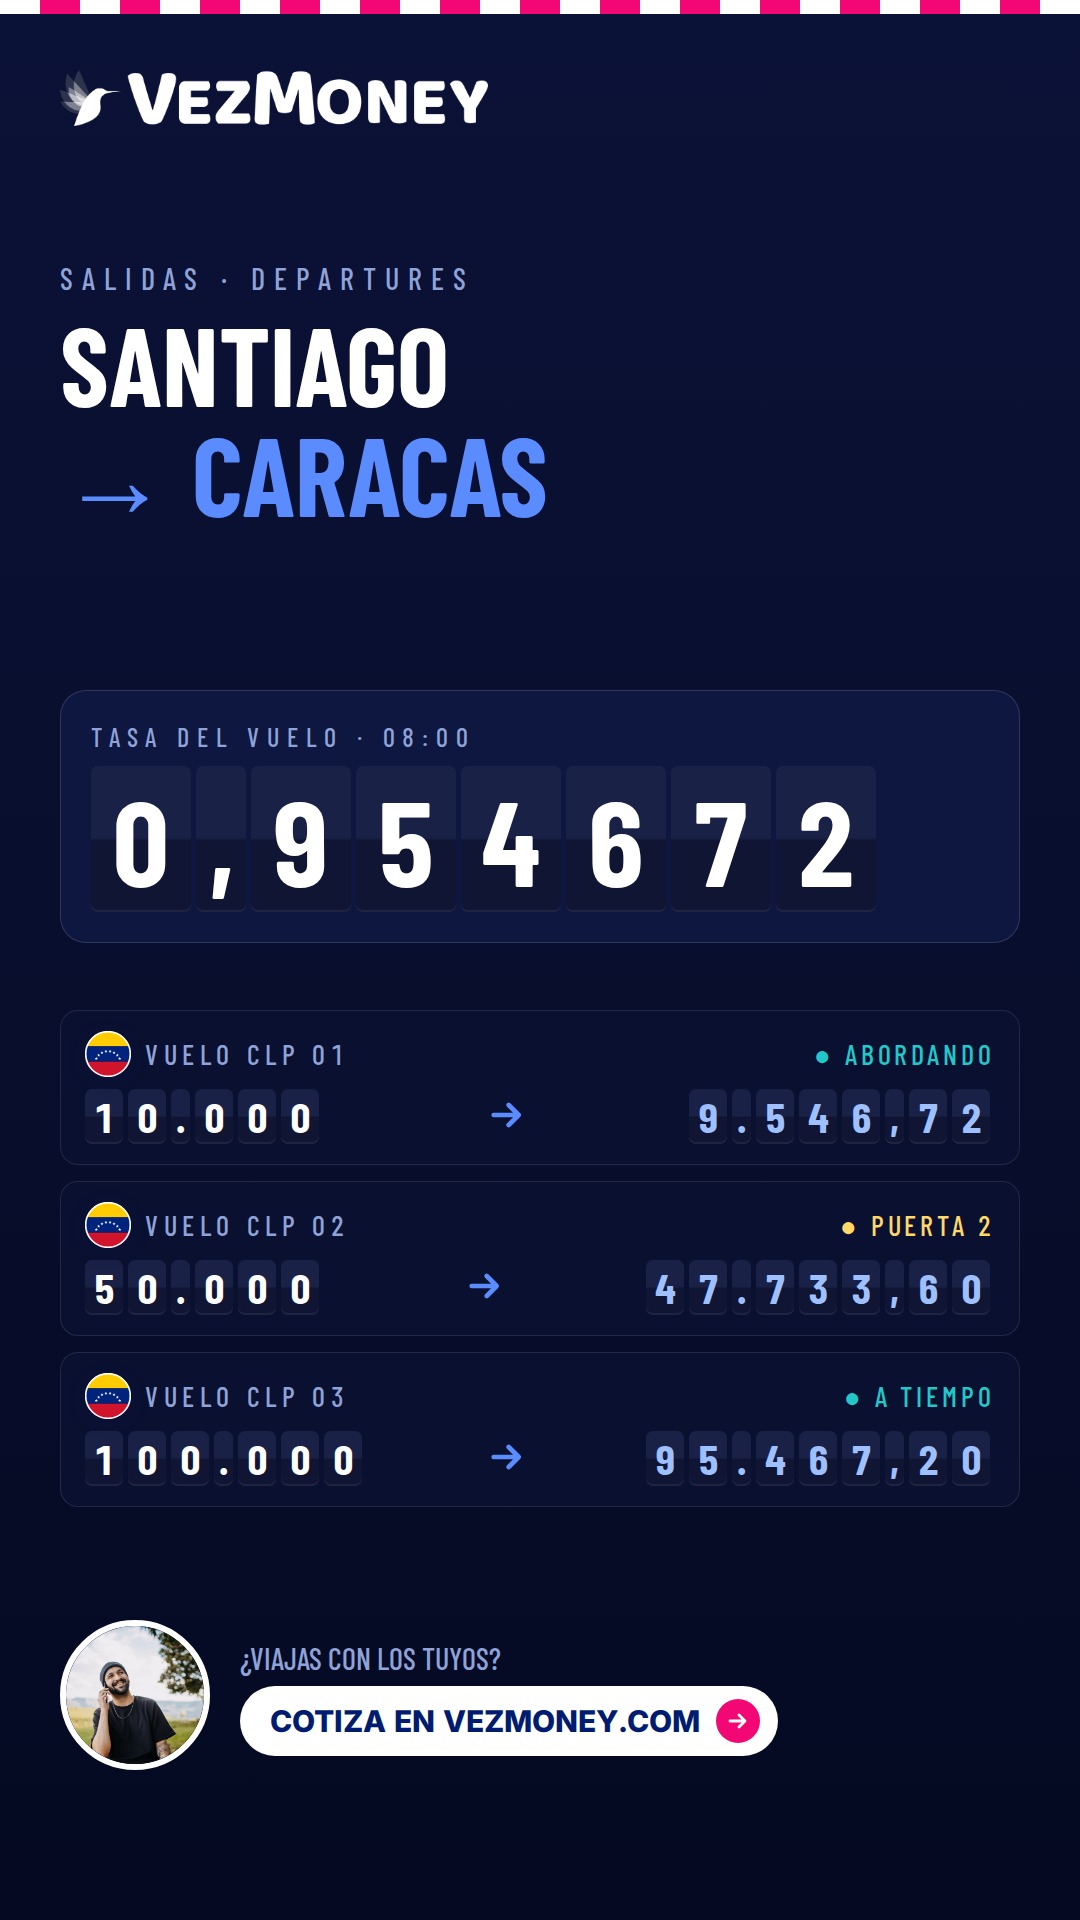 VEZMONEY
SALIDAS · DEPARTURES
SANTIAGO
→ CARACAS
TASA DEL VUELO · 08:00
0,954672
VUELO CLP 01 ● ABORDANDO
10.000 → 9.546,72
VUELO CLP 02 ● PUERTA 2
50.000 → 47.733,60
VUELO CLP 03 ● A TIEMPO
100.000 → 95.467,20
¿VIAJAS CON LOS TUYOS?
COTIZA EN VEZMONEY.COM →